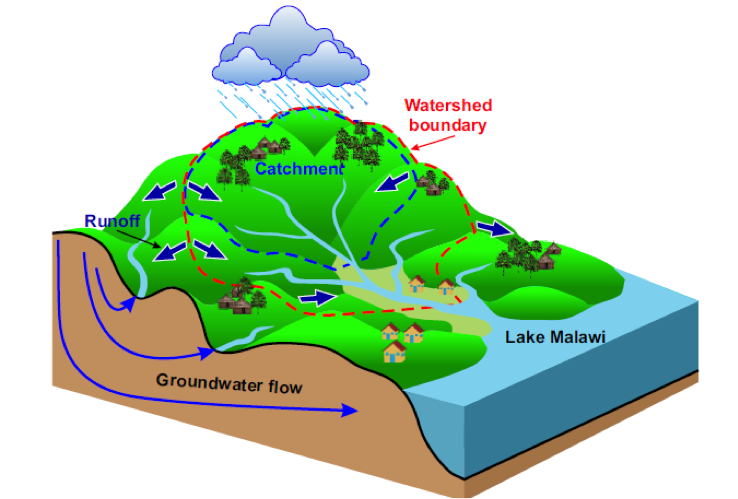 Watershed
boundary
Catchment
Runoff
Lake Malawi
Groundwater flow